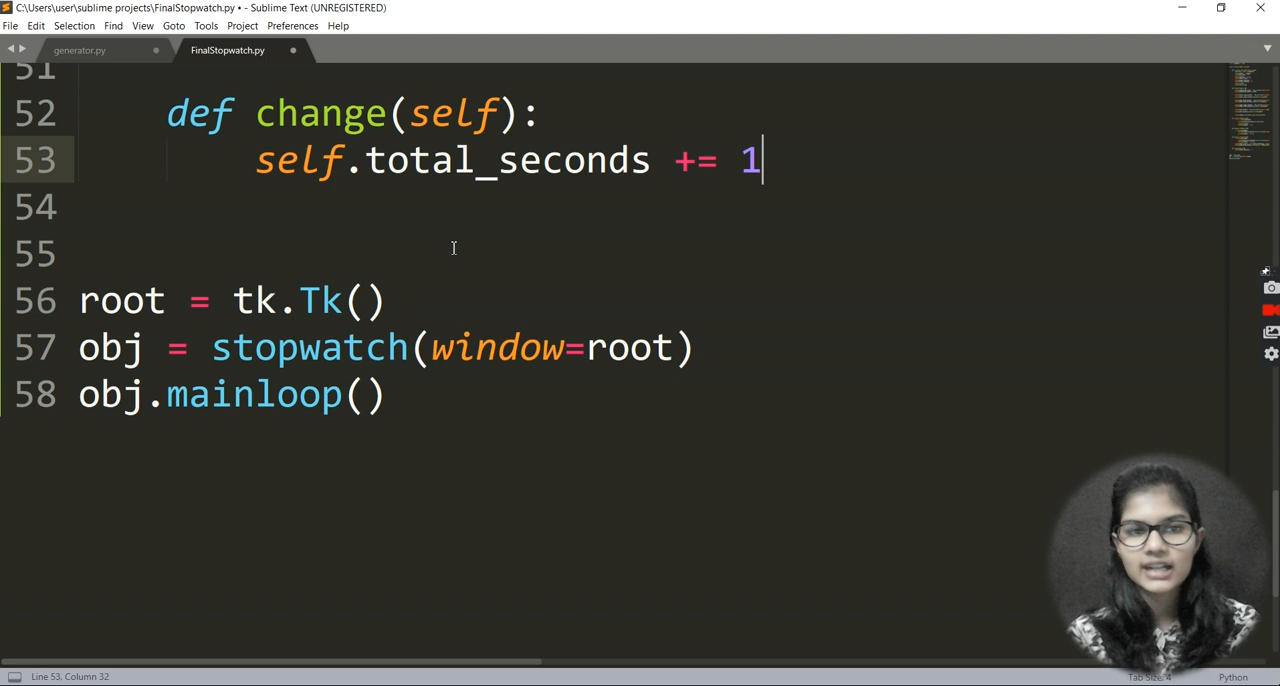 C:\Users\user\sublime projects\FinalStopwatch.py • - Sublime Text (UNREGISTERED)
File Edit Selection Find View Goto Tools Project Preferences Help
generator.py FinalStopwatch.py
51
52 def change(self):
53 self.total_seconds += 1
54
55
56 root = tk.Tk()
57 obj = stopwatch(window=root)
58 obj.mainloop()
Line 53, Column 32 Tab Size: 4 Python